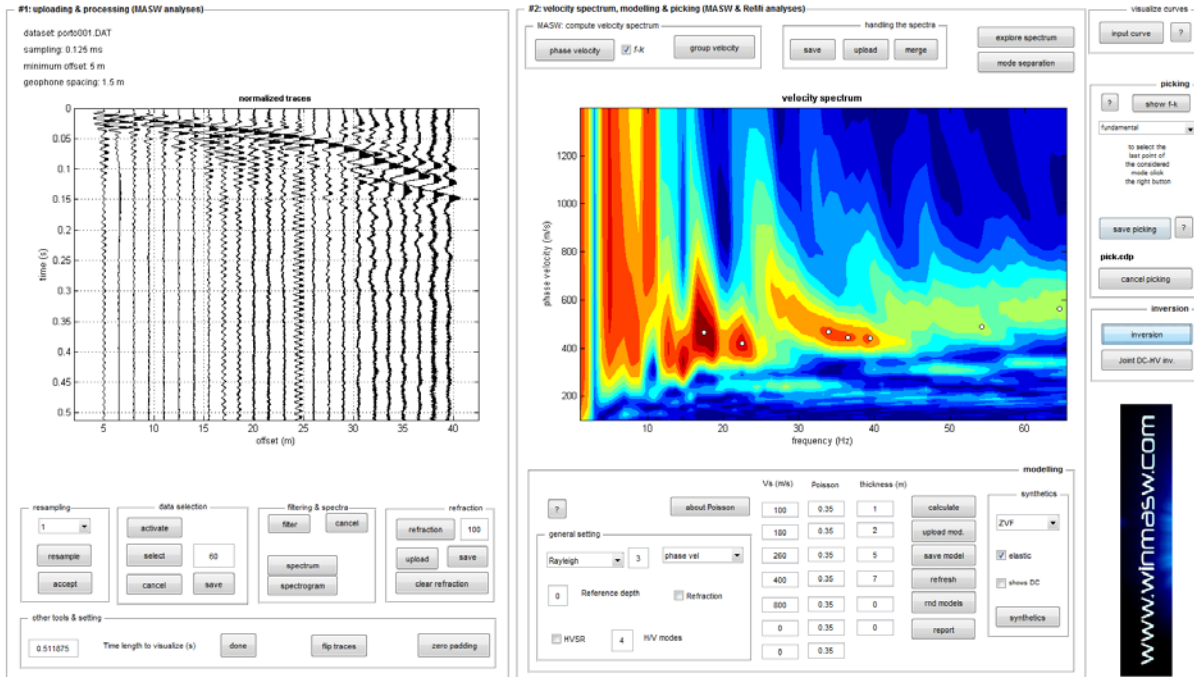 #1: uploading & processing (MASW analyses)
dataset: porto001.DAT
sampling: 0.125 ms
minimum offset: 5 m
geophone spacing: 1.5 m
normalized traces
0
0.05
0.1
0.15
0.2
0.25
0.3
0.35
0.4
0.45
0.5
time (s)
5 10 15 20 25 30 35 40
offset (m)
resampling
1
resample
accept
data selection
activate
select 60
cancel save
filtering & spectra
filter cancel
spectrum
spectrogram
refraction
refraction 100
upload save
clear refraction
other tools & setting
0.511875 Time length to visualize (s) done flip traces zero padding
#2: velocity spectrum, modelling & picking (MASW & ReMi analyses)
MASW: compute velocity spectrum
phase velocity f-k group velocity
handling the spectra
save upload merge
explore spectrum
mode separation
velocity spectrum
1200
1000
800
600
400
200
phase velocity (m/s)
10 20 30 40 50 60
frequency (Hz)
modelling
? about Poisson
general setting
Rayleigh 3 phase vel
0 Reference depth Refraction
HVSR 4 H/V modes
Vs (m/s) Poisson thickness (m)
100 0.35 1
180 0.35 2
260 0.35 5
400 0.35 7
800 0.35 0
0 0.35 0
0 0.35
calculate
upload mod.
save model
refresh
rnd models
report
synthetics
ZVF
elastic
shows DC
synthetics
visualize curves
input curve ?
picking
? show f-k
fundamental
to select the
last point of
the considered
mode click
the right button
save picking ?
pick.cdp
cancel picking
inversion
inversion
Joint DC-HV inv.
www.winmasw.com